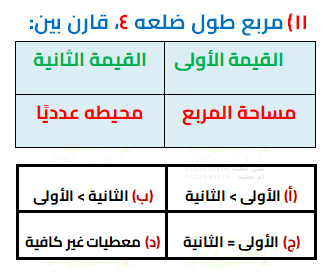 ١١) مربع طول ضلعه ٤، قارن بين:
القيمة الأولى القيمة الثانية
مساحة المربع محيطه عدديًا
(أ) الأولى > الثانية (ب) الثانية > الأولى
(ج) الأولى = الثانية (د) معطيات غير كافية